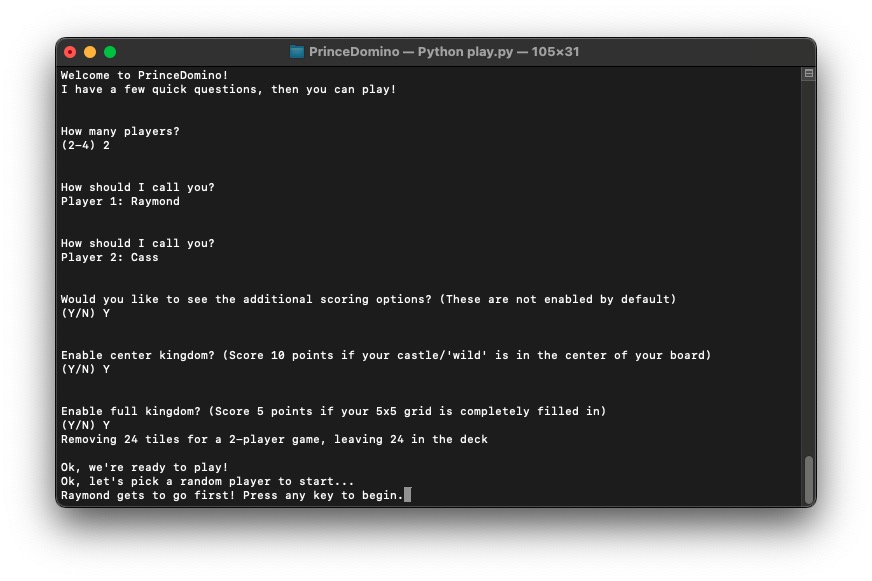 PrinceDomino — Python play.py — 105×31
Welcome to PrinceDomino!
I have a few quick questions, then you can play!
How many players?
(2-4) 2
How should I call you?
Player 1: Raymond
How should I call you?
Player 2: Cass
Would you like to see the additional scoring options? (These are not enabled by default)
(Y/N) Y
Enable center kingdom? (Score 10 points if your castle/'wild' is in the center of your board)
(Y/N) Y
Enable full kingdom? (Score 5 points if your 5x5 grid is completely filled in)
(Y/N) Y
Removing 24 tiles for a 2-player game, leaving 24 in the deck
Ok, we're ready to play!
Ok, let's pick a random player to start...
Raymond gets to go first! Press any key to begin.